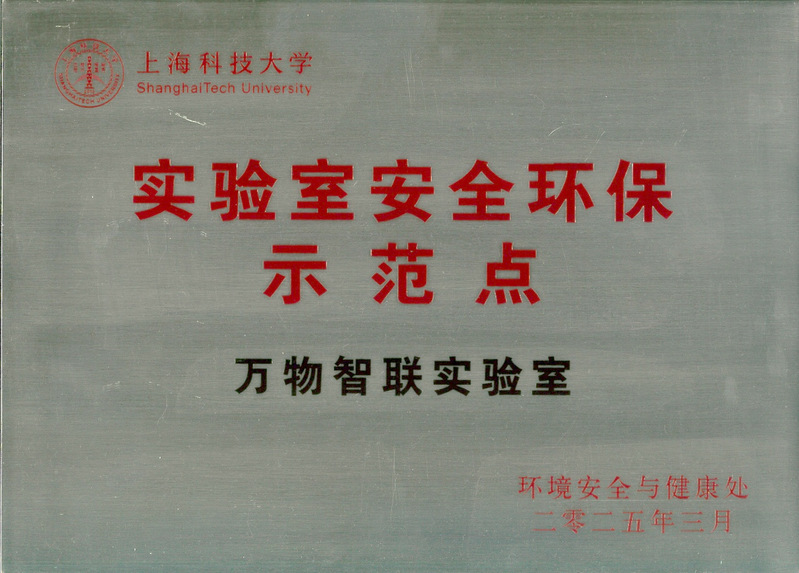 上海科技大学
ShanghaiTech University
实验室安全环保
示范点
万物智联实验室
环境安全与健康处
二零二五年三月